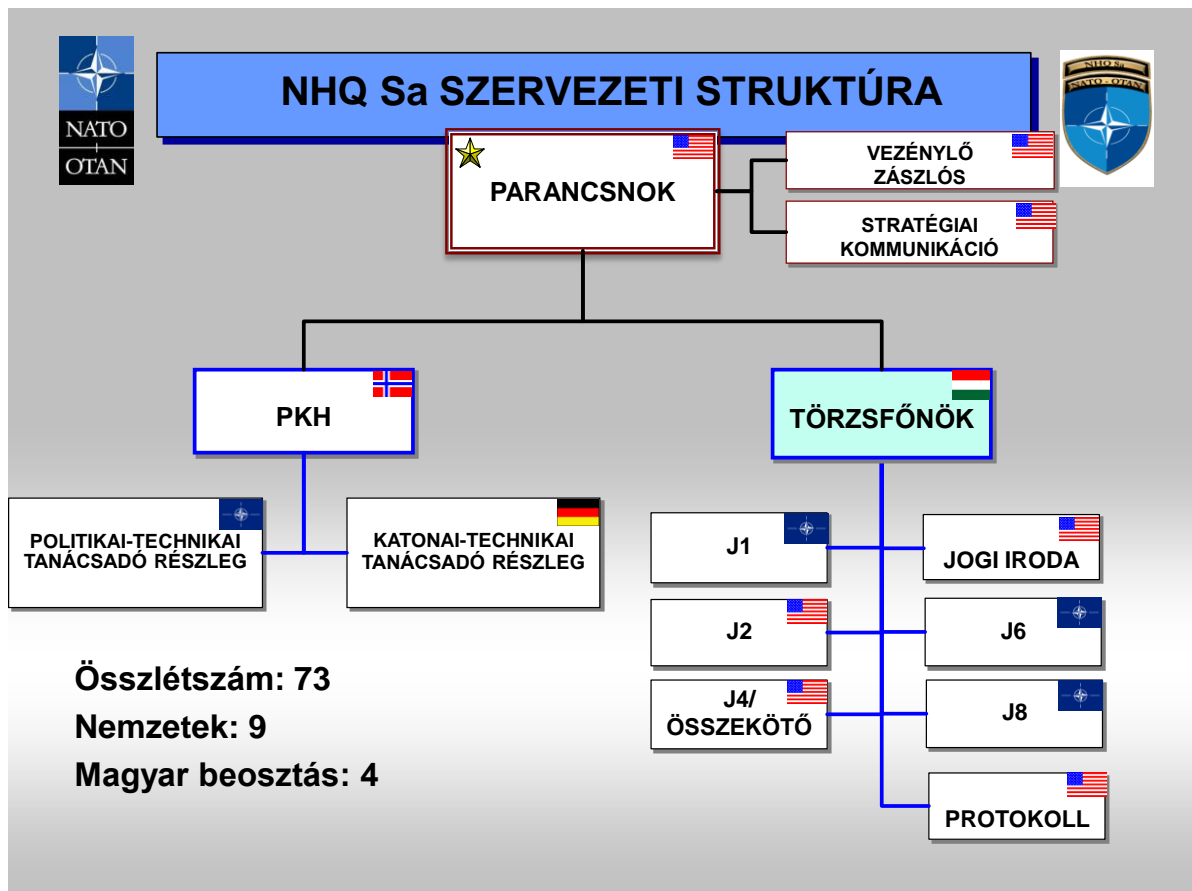 NHQ Sa SZERVEZETI STRUKTÚRA
NATO
OTAN
NHQ Sa
NATO - OTAN
PARANCSNOK
VEZÉNYLŐ
ZÁSZLÓS
STRATÉGIAI
KOMMUNIKÁCIÓ
PKH
TÖRZSFŐNÖK
POLITIKAI-TECHNIKAI
TANÁCSADÓ RÉSZLEG
KATONAI-TECHNIKAI
TANÁCSADÓ RÉSZLEG
J1
JOGI IRODA
J2
J6
J4/
ÖSSZEKÖTŐ
J8
PROTOKOLL
Összlétszám: 73
Nemzetek: 9
Magyar beosztás: 4